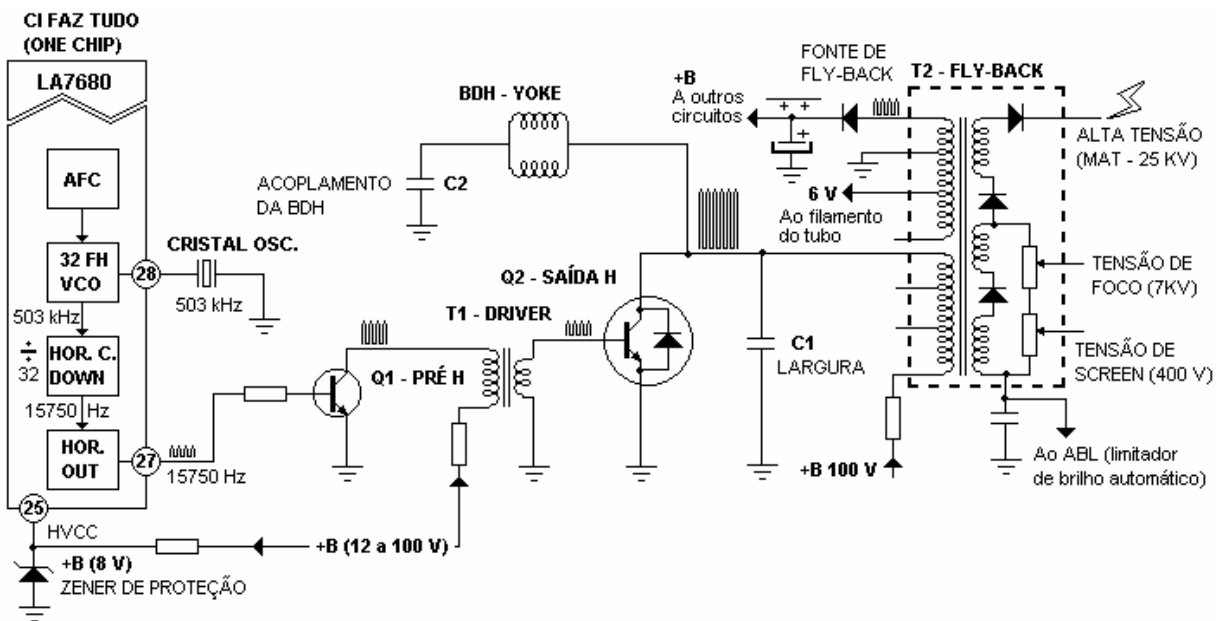 CI FAZ TUDO
(ONE CHIP)
LA7680
AFC
32 FH
VCO
503 kHz
÷
32
HOR. C.
DOWN
15750 Hz
HOR.
OUT
28
27
25
CRISTAL OSC.
503 kHz
15750 Hz
HVCC
+B (8 V)
ZENER DE PROTEÇÃO
+B (12 a 100 V)
Q1 - PRÉ H
T1 - DRIVER
Q2 - SAÍDA H
BDH - YOKE
ACOPLAMENTO
DA BDH
C2
C1
LARGURA
+B
A outros
circuitos
+ +
+
FONTE DE
FLY-BACK
T2 - FLY-BACK
6 V
Ao filamento
do tubo
+B 100 V
ALTA TENSÃO
(MAT - 25 KV)
TENSÃO DE
FOCO (7KV)
TENSÃO DE
SCREEN (400 V)
Ao ABL (limitador
de brilho automático)